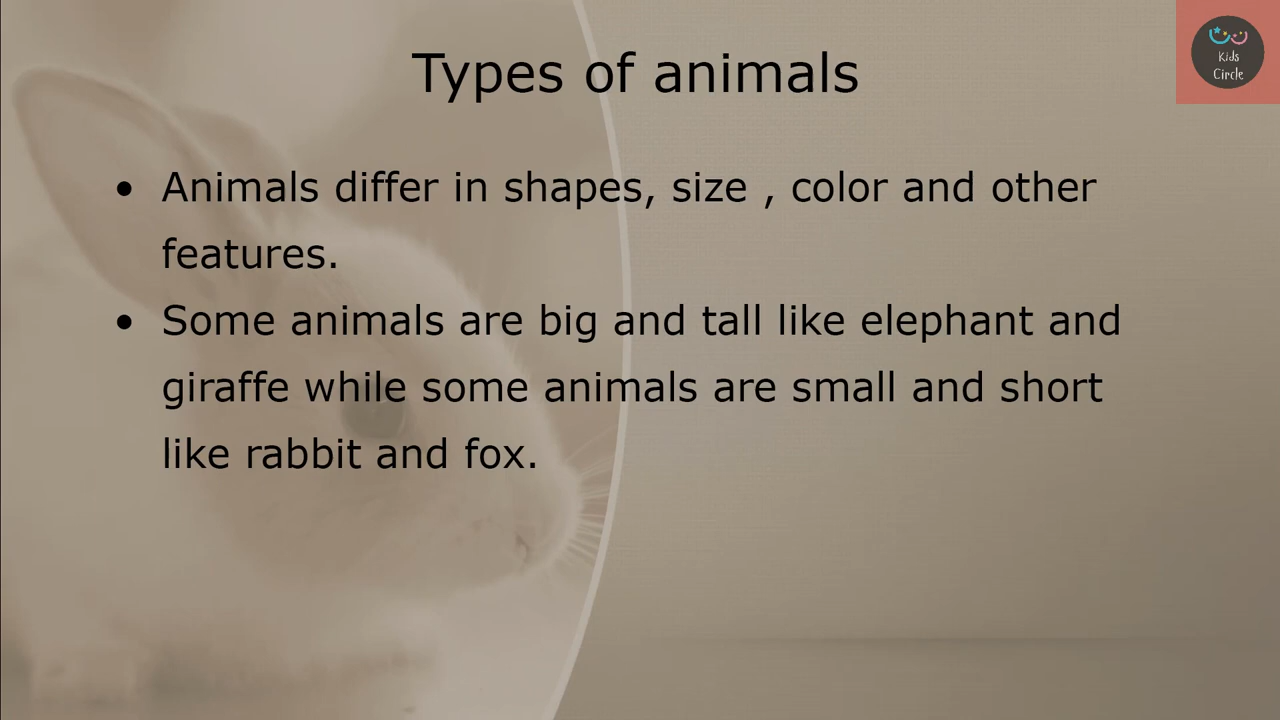 Types of animals
Kids
Circle
• Animals differ in shapes, size , color and other
features.
• Some animals are big and tall like elephant and
giraffe while some animals are small and short
like rabbit and fox.